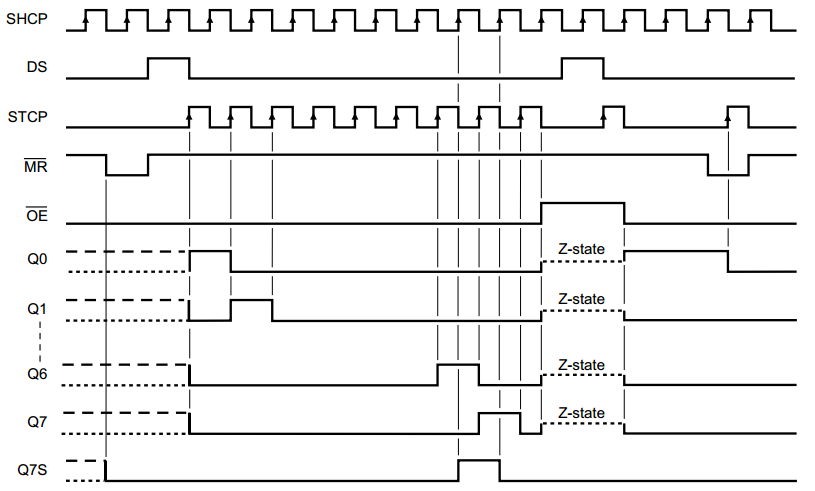 SHCP
DS
STCP
MR
OE
Q0 Z-state
Q1 Z-state
Q6 Z-state
Q7 Z-state
Q7S